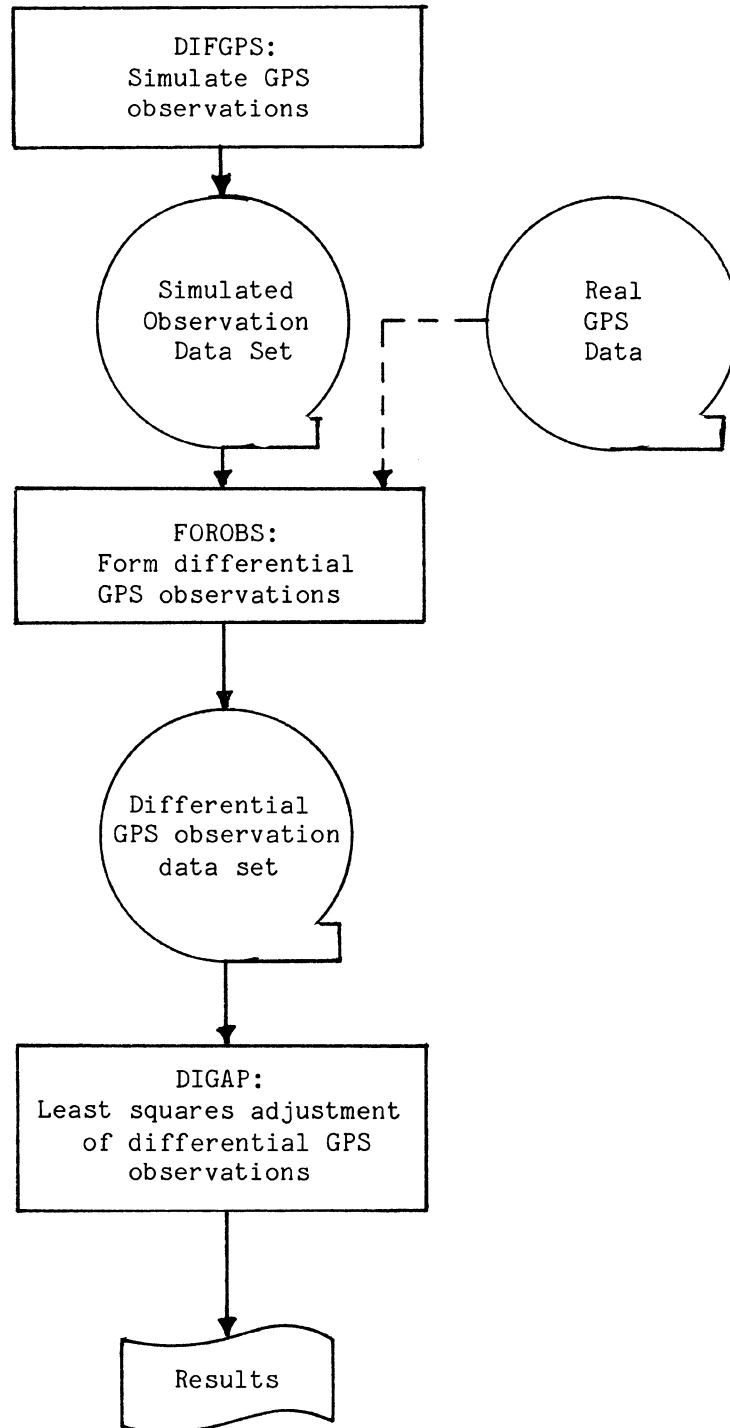 DIFGPS:
Simulate GPS
observations
Simulated
Observation
Data Set
Real
GPS
Data
FOROBS:
Form differential
GPS observations
Differential
GPS observation
data set
DIGAP:
Least squares adjustment
of differential GPS
observations
Results